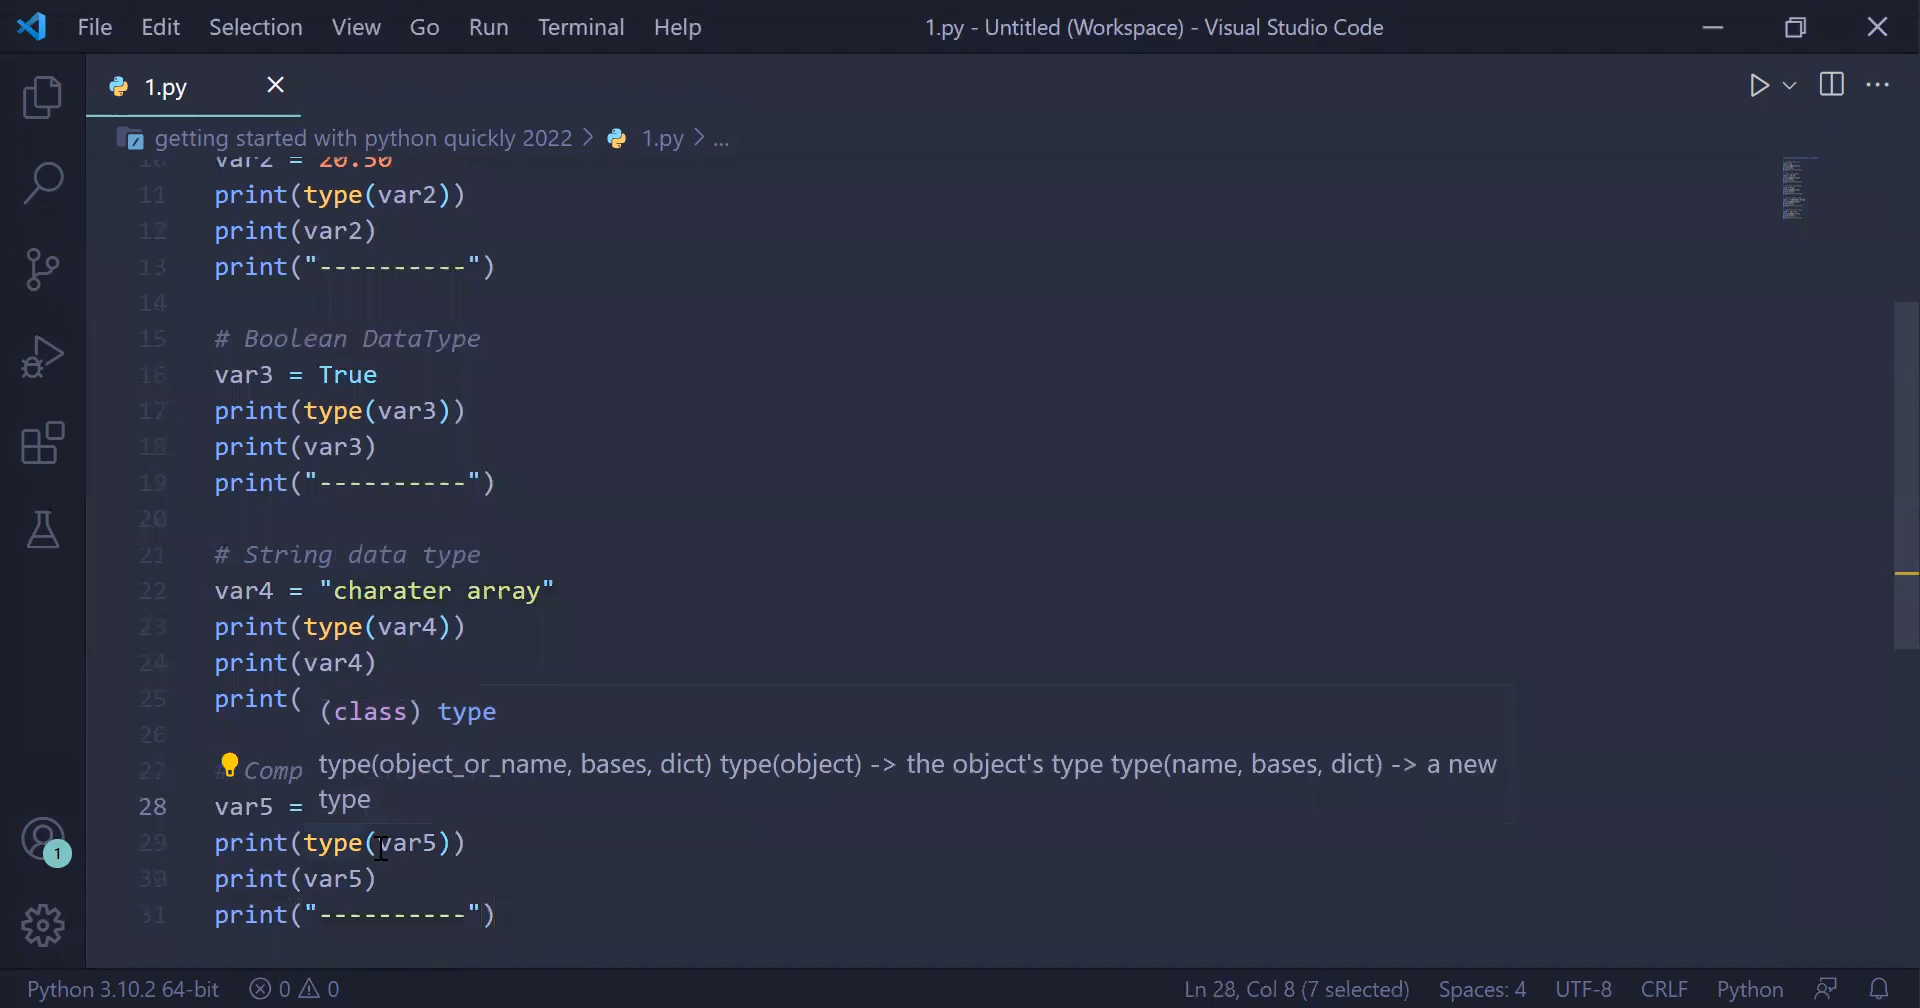 File Edit Selection View Go Run Terminal Help 1.py - Untitled (Workspace) - Visual Studio Code
1.py
getting started with python quickly 2022 > 1.py > ...
10 var2 = 20.50
11 print(type(var2))
12 print(var2)
13 print("----------")
14
15 # Boolean DataType
16 var3 = True
17 print(type(var3))
18 print(var3)
19 print("----------")
20
21 # String data type
22 var4 = "charater array"
23 print(type(var4))
24 print(var4)
25 print(
(class) type
26
27 # Comp
type(object_or_name, bases, dict) type(object) -> the object's type type(name, bases, dict) -> a new
type
28 var5 =
29 print(type(var5))
30 print(var5)
31 print("----------")
1
Python 3.10.2 64-bit 0 0 Ln 28, Col 8 (7 selected) Spaces: 4 UTF-8 CRLF Python